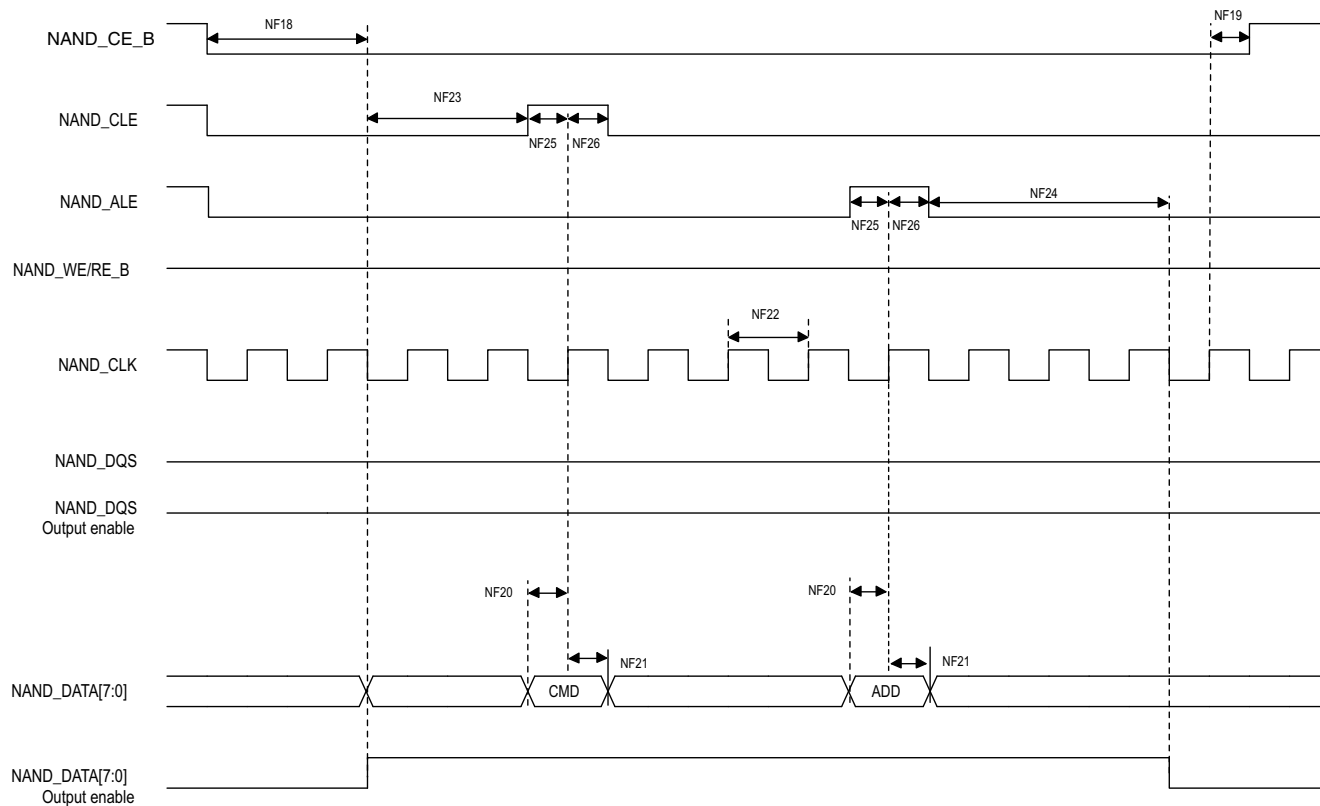 NF19
NF18
NAND_CE_B
NF23
NAND_CLE
NF25 NF26
NAND_ALE
NF24
NF25 NF26
NAND_WE/RE_B
NF22
NAND_CLK
NAND_DQS
NAND_DQS
Output enable
NF20
NF20
NF21
NF21
NAND_DATA[7:0]
CMD
ADD
NAND_DATA[7:0]
Output enable